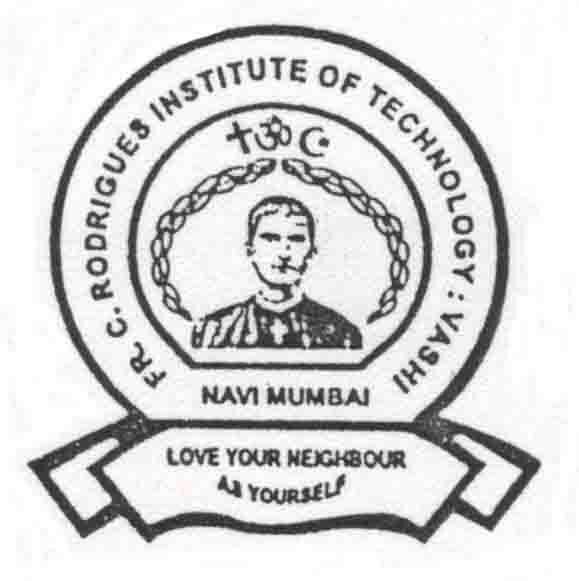 FR. C. RODRIGUES INSTITUTE OF TECHNOLOGY : VASHI
ॐ
NAVI MUMBAI
LOVE YOUR NEIGHBOUR
AS YOURSELF